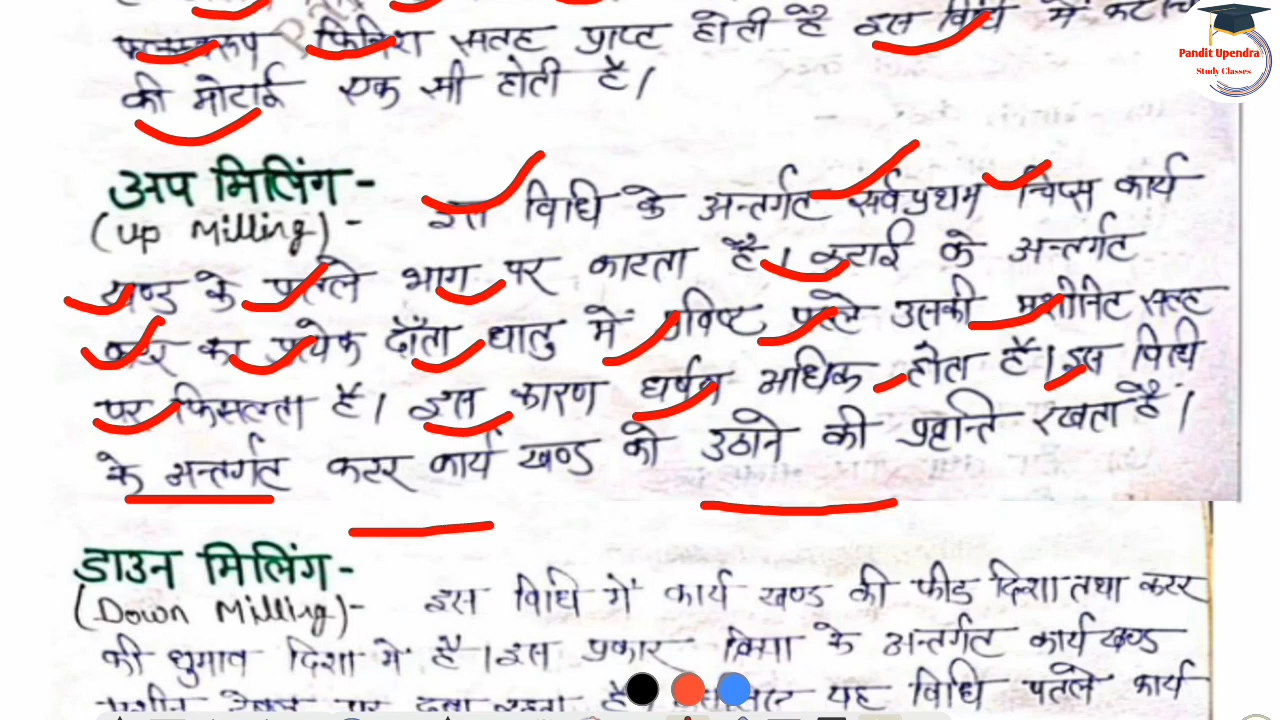 फलस्वरूप फिनिश सतह प्राप्त होती है इस विधि में
की मोटाई एक सी होती है।
Pandit Upendra
Study Classes
अप मिलिंग - इस विधि के अन्तर्गत सर्वप्रथम चिप्स कार्य
(Up Milling) -
खण्ड के पतले भाग पर काटता है। कटाई के अन्तर्गत
कटर का प्रत्येक दाँता धातु में प्रविष्ट उसकी मशीनिट सतह
पर फिसलता है। इस कारण घर्षण अधिक होता है। इस विधि
के अन्तर्गत कटर कार्य खण्ड को उठाने की प्रवृत्ति रखता है।
डाउन मिलिंग - इस विधि में कार्य खण्ड की फीड दिशा तथा कटर
(Down Milling) -
की घुमाव दिशा में है। इस प्रकार क्रिया के अन्तर्गत कार्य खण्ड
यह विधि पतले कार्य